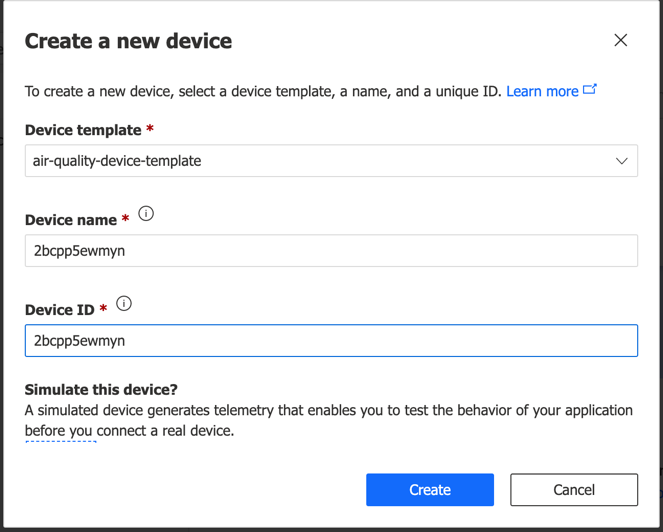 Create a new device
To create a new device, select a device template, a name, and a unique ID. Learn more
Device template *
air-quality-device-template
Device name *
2bcpp5ewmyn
Device ID *
2bcpp5ewmyn
Simulate this device?
A simulated device generates telemetry that enables you to test the behavior of your application
before you connect a real device.
Create Cancel